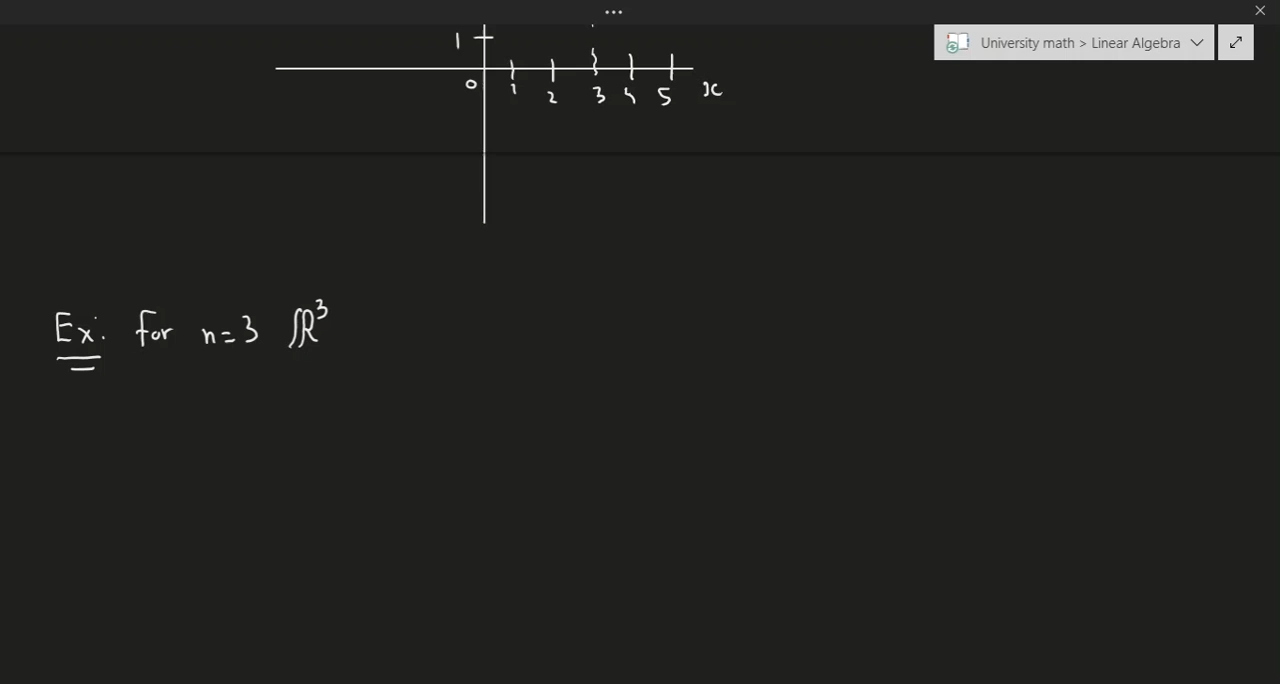 ...
University math > Linear Algebra
1
0 1 2 3 4 5 x
Ex: for n=3 ℝ³